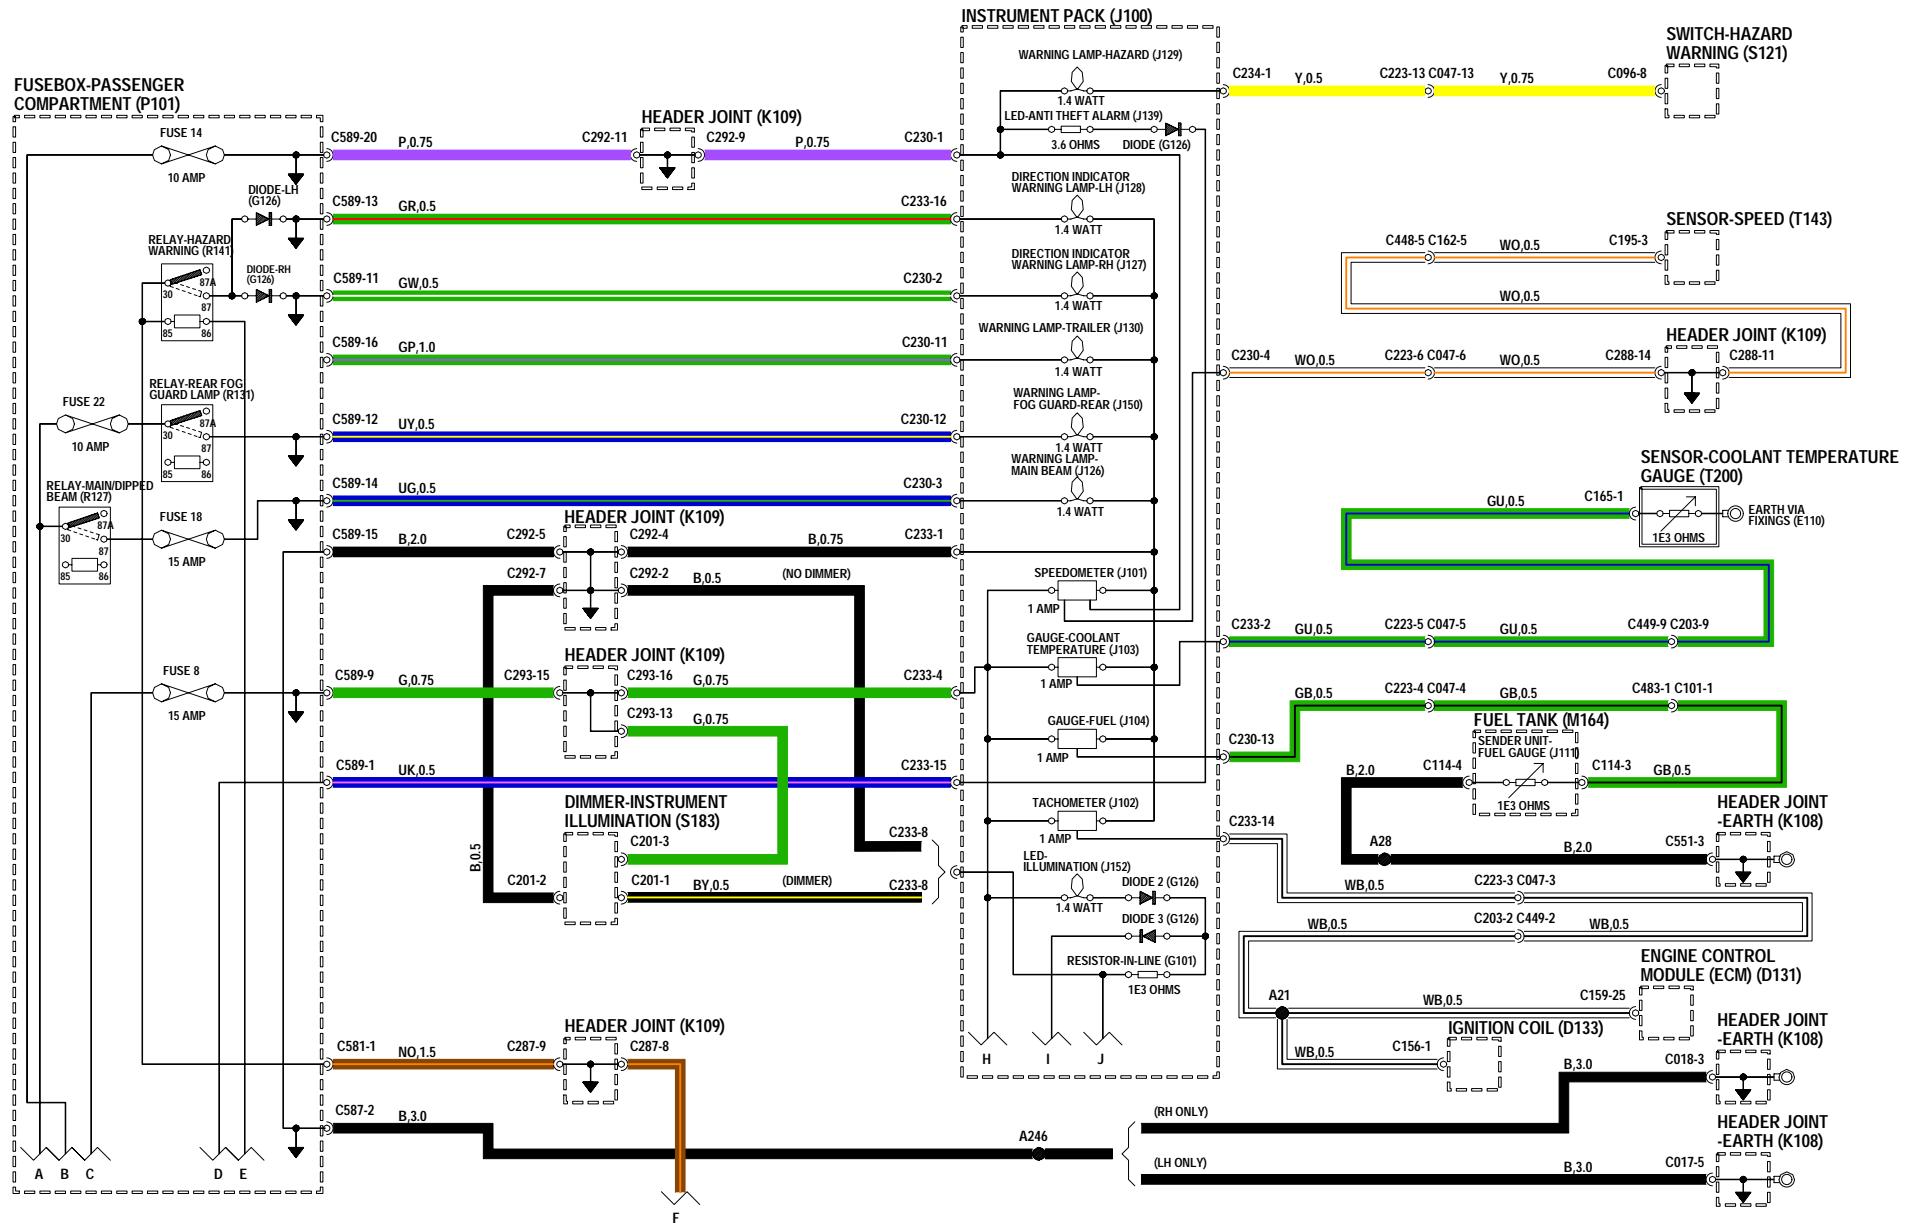 INSTRUMENT PACK (J100)
SWITCH-HAZARD
WARNING (S121)
FUSEBOX-PASSENGER
COMPARTMENT (P101)
WARNING LAMP-HAZARD (J129)
1.4 WATT
C234-1
Y,0.5
C223-13 C047-13
Y,0.75
C096-8
FUSE 14
10 AMP
C589-20
P,0.75
C292-11
HEADER JOINT (K109)
C292-9
P,0.75
C230-1
LED-ANTI THEFT ALARM (J139)
3.6 OHMS
DIODE (G126)
DIODE-LH
(G126)
C589-13
GR,0.5
C233-16
DIRECTION INDICATOR
WARNING LAMP-LH (J128)
1.4 WATT
SENSOR-SPEED (T143)
C448-5 C162-5
WO,0.5
C195-3
WO,0.5
RELAY-HAZARD
WARNING (R141)
87A
30
87
85
86
DIODE-RH
(G126)
C589-11
GW,0.5
C230-2
DIRECTION INDICATOR
WARNING LAMP-RH (J127)
1.4 WATT
C589-16
GP,1.0
C230-11
WARNING LAMP-TRAILER (J130)
1.4 WATT
C230-4
WO,0.5
C223-6 C047-6
WO,0.5
C288-14
HEADER JOINT (K109)
C288-11
RELAY-REAR FOG
GUARD LAMP (R131)
87A
30
87
85
86
FUSE 22
10 AMP
C589-12
UY,0.5
C230-12
WARNING LAMP-
FOG GUARD-REAR (J150)
1.4 WATT
RELAY-MAIN/DIPPED
BEAM (R127)
87A
30
87
85
86
FUSE 18
15 AMP
C589-14
UG,0.5
C230-3
WARNING LAMP-
MAIN BEAM (J126)
1.4 WATT
SENSOR-COOLANT TEMPERATURE
GAUGE (T200)
GU,0.5
C165-1
1E3 OHMS
EARTH VIA
FIXINGS (E110)
HEADER JOINT (K109)
C589-15
B,2.0
C292-5
C292-4
B,0.75
C233-1
C292-7
C292-2
B,0.5
(NO DIMMER)
SPEEDOMETER (J101)
1 AMP
C233-2
GU,0.5
C223-5 C047-5
GU,0.5
C449-9 C203-9
GAUGE-COOLANT
TEMPERATURE (J103)
1 AMP
HEADER JOINT (K109)
FUSE 8
15 AMP
C589-9
G,0.75
C293-15
C293-16
G,0.75
C233-4
C293-13
G,0.75
GB,0.5
C223-4 C047-4
GB,0.5
C483-1 C101-1
GAUGE-FUEL (J104)
1 AMP
C230-13
FUEL TANK (M164)
SENDER UNIT-
FUEL GAUGE (J111)
B,2.0
C114-4
1E3 OHMS
C114-3
GB,0.5
C589-1
UK,0.5
C233-15
DIMMER-INSTRUMENT
ILLUMINATION (S183)
C201-3
TACHOMETER (J102)
1 AMP
C233-14
HEADER JOINT
-EARTH (K108)
A28
B,2.0
C551-3
C233-8
B,0.5
C201-2
C201-1
BY,0.5
(DIMMER)
C233-8
LED-
ILLUMINATION (J152)
1.4 WATT
DIODE 2 (G126)
DIODE 3 (G126)
RESISTOR-IN-LINE (G101)
1E3 OHMS
WB,0.5
C223-3 C047-3
WB,0.5
C203-2 C449-2
WB,0.5
ENGINE CONTROL
MODULE (ECM) (D131)
A21
WB,0.5
C159-25
IGNITION COIL (D133)
WB,0.5
C156-1
H
I
J
HEADER JOINT (K109)
C581-1
NO,1.5
C287-9
C287-8
HEADER JOINT
-EARTH (K108)
B,3.0
C018-3
C587-2
B,3.0
A246
(RH ONLY)
(LH ONLY)
HEADER JOINT
-EARTH (K108)
B,3.0
C017-5
A
B
C
D
E
F